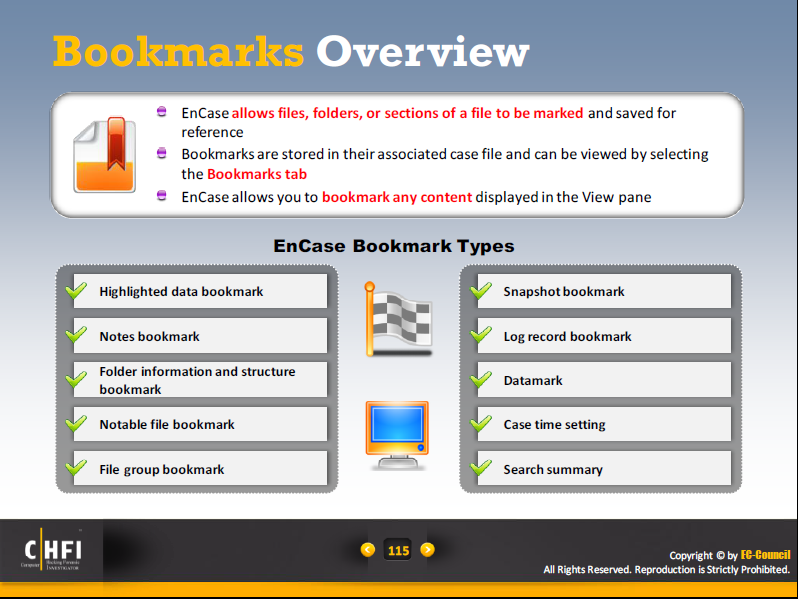 Bookmarks Overview
EnCase allows files, folders, or sections of a file to be marked and saved for
reference
Bookmarks are stored in their associated case file and can be viewed by selecting
the Bookmarks tab
EnCase allows you to bookmark any content displayed in the View pane
EnCase Bookmark Types
Highlighted data bookmark
Notes bookmark
Folder information and structure
bookmark
Notable file bookmark
File group bookmark
Snapshot bookmark
Log record bookmark
Datamark
Case time setting
Search summary
CHFI
Computer
Hacking Forensic
INVESTIGATOR
115
Copyright © by EC-Council
All Rights Reserved. Reproduction is Strictly Prohibited.